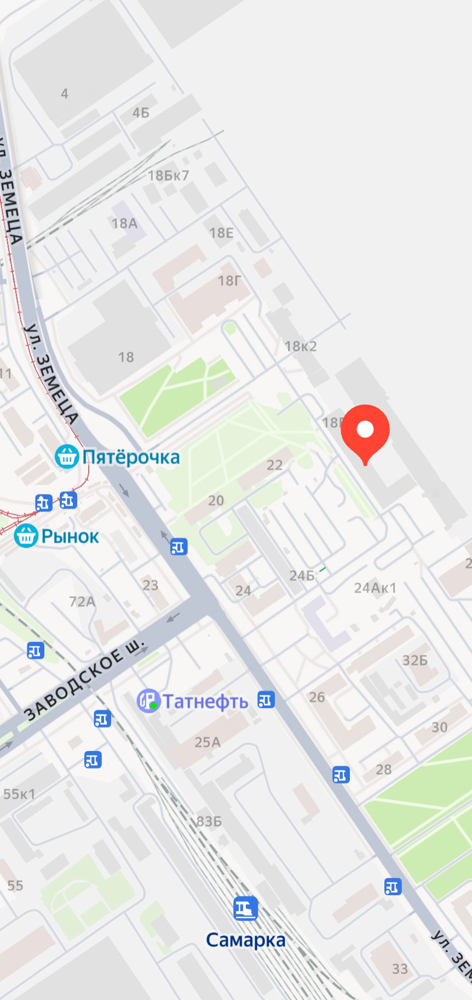 4
4Б
ул. ЗЕМЕЦА
18Бк7
18А
18Е
18Г
ул. ЗЕМЕЦА
18к2
18
11
Пятёрочка
22
20
Рынок
24Б
23
24
24Ак1
72А
ЗАВОДСКОЕ ш.
32Б
26
Татнефть
30
25А
28
55к1
83Б
55
Самарка
33
ул. ЗЕМ